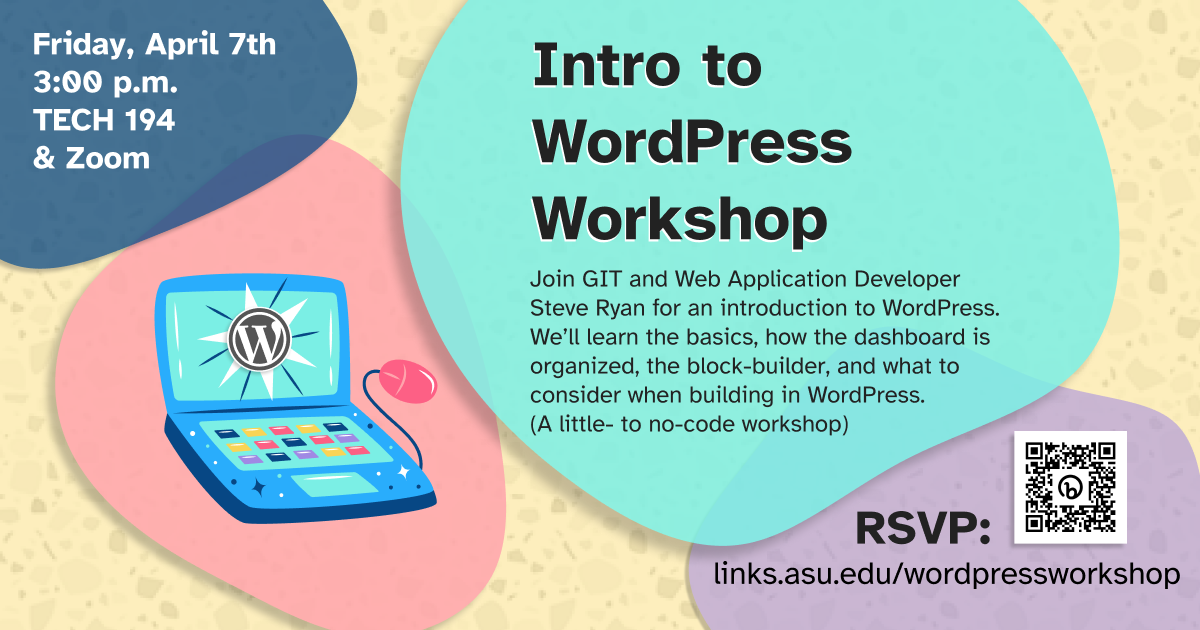 Friday, April 7th
3:00 p.m.
TECH 194
& Zoom
Intro to
WordPress
Workshop
Join GIT and Web Application Developer
Steve Ryan for an introduction to WordPress.
We’ll learn the basics, how the dashboard is
organized, the block-builder, and what to
consider when building in WordPress.
(A little- to no-code workshop)
W
RSVP:
b
links.asu.edu/wordpressworkshop